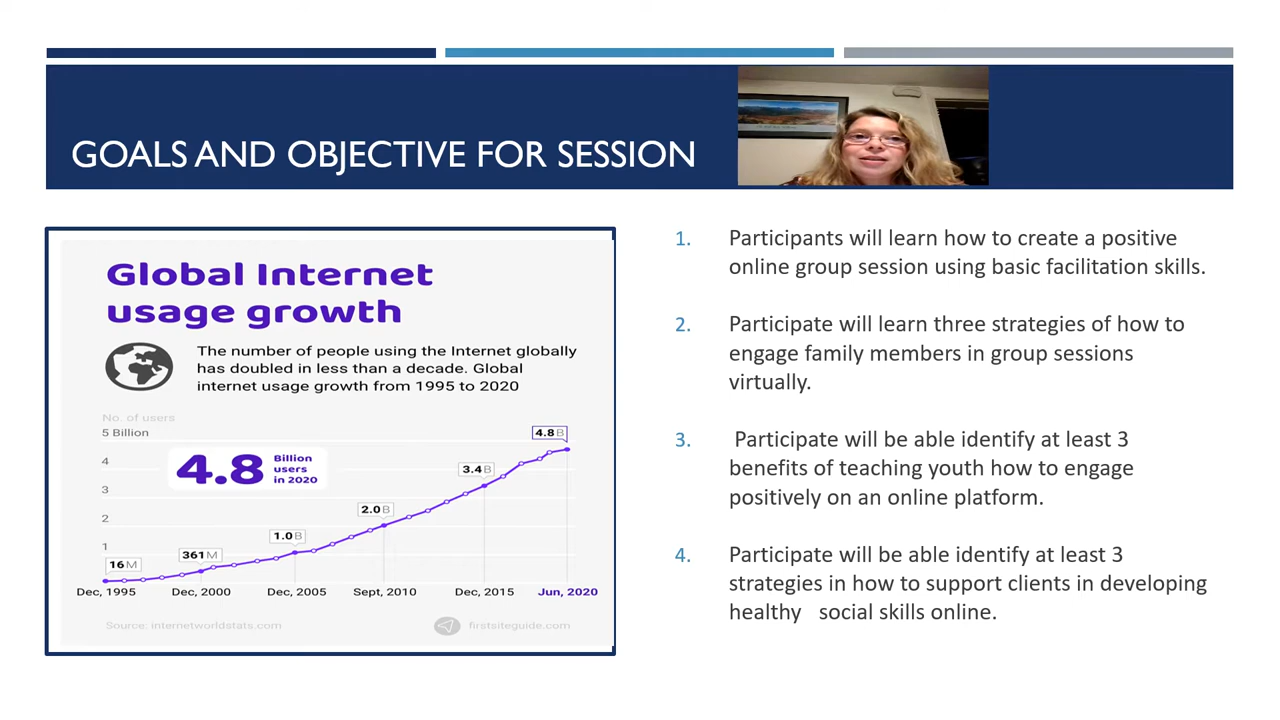 GOALS AND OBJECTIVE FOR SESSION
Global Internet
usage growth
The number of people using the Internet globally
has doubled in less than a decade. Global
internet usage growth from 1995 to 2020
No. of users
5 Billion
4
3
2
1
4.8 Billion
users
in 2020
16 M
361 M
1.0 B
2.0 B
3.4 B
4.8 B
Dec, 1995 Dec, 2000 Dec, 2005 Sept, 2010 Dec, 2015 Jun, 2020
Source: internetworldstats.com firstsiteguide.com
1. Participants will learn how to create a positive
online group session using basic facilitation skills.
2. Participate will learn three strategies of how to
engage family members in group sessions
virtually.
3. Participate will be able identify at least 3
benefits of teaching youth how to engage
positively on an online platform.
4. Participate will be able identify at least 3
strategies in how to support clients in developing
healthy social skills online.